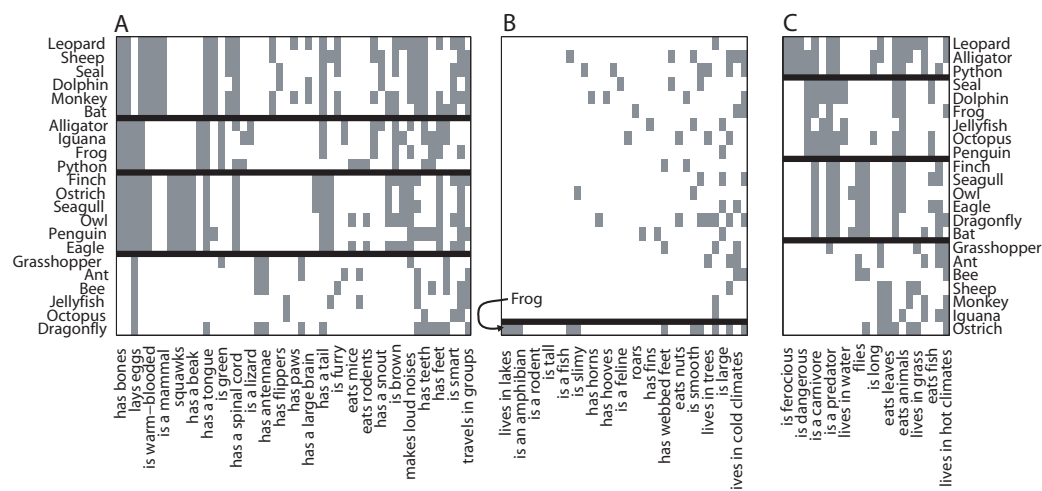 A
B
C
Leopard
Sheep
Seal
Dolphin
Monkey
Bat
Alligator
Iguana
Frog
Python
Finch
Ostrich
Seagull
Owl
Penguin
Eagle
Grasshopper
Ant
Bee
Jellyfish
Octopus
Dragonfly
Frog
Leopard
Alligator
Python
Seal
Dolphin
Frog
Jellyfish
Octopus
Penguin
Finch
Seagull
Owl
Eagle
Dragonfly
Bat
Grasshopper
Ant
Bee
Sheep
Monkey
Iguana
Ostrich
has bones
lays eggs
is warm-blooded
is a mammal
squawks
has a beak
has a tongue
is green
has a spinal cord
is a lizard
has antennae
has flippers
has paws
has a large brain
has a tail
is furry
eats mice
eats rodents
has a snout
is brown
makes loud noises
has teeth
has feet
is smart
travels in groups
lives in lakes
is an amphibian
is a rodent
is tall
is a fish
is slimy
has horns
has hooves
is a feline
roars
has fins
has webbed feet
eats nuts
is smooth
lives in trees
is large
lives in cold climates
is ferocious
is dangerous
is a carnivore
is a predator
lives in water
flies
is long
eats leaves
eats animals
lives in grass
eats fish
lives in hot climates